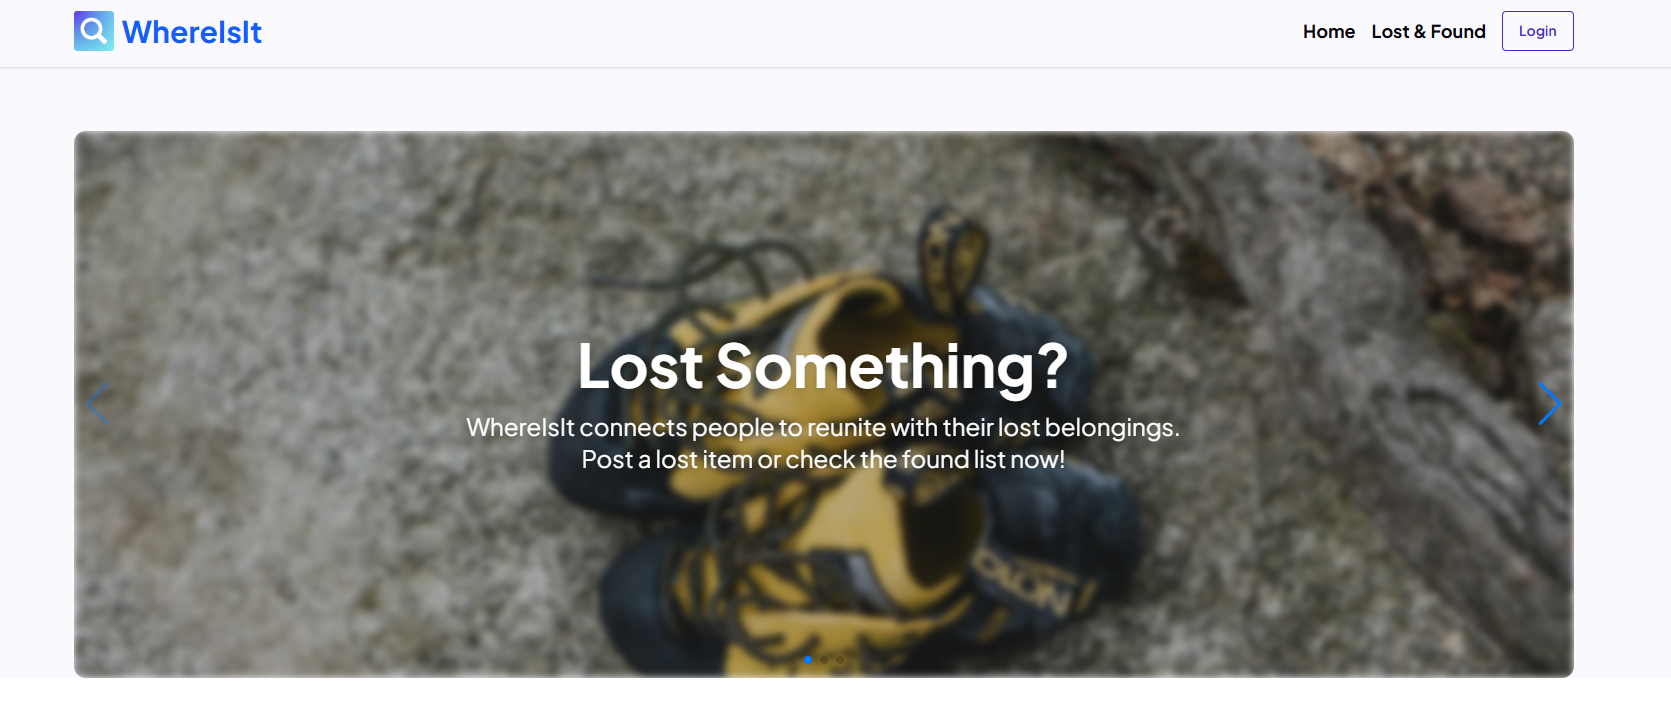 WhereIsIt
Home
Lost & Found
Login
Lost Something?
WhereIsIt connects people to reunite with their lost belongings.
Post a lost item or check the found list now!